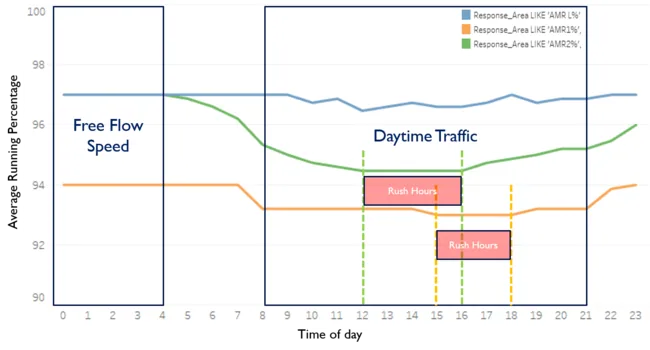 Response_Area LIKE 'AMR L%'
Response_Area LIKE 'AMR1%',
Response_Area LIKE 'AMR2%',
100
98
96
94
92
90
Average Running Percentage
Free Flow
Speed
Daytime Traffic
Rush Hours
Rush Hours
0 1 2 3 4 5 6 7 8 9 10 11 12 13 14 15 16 17 18 19 20 21 22 23
Time of day